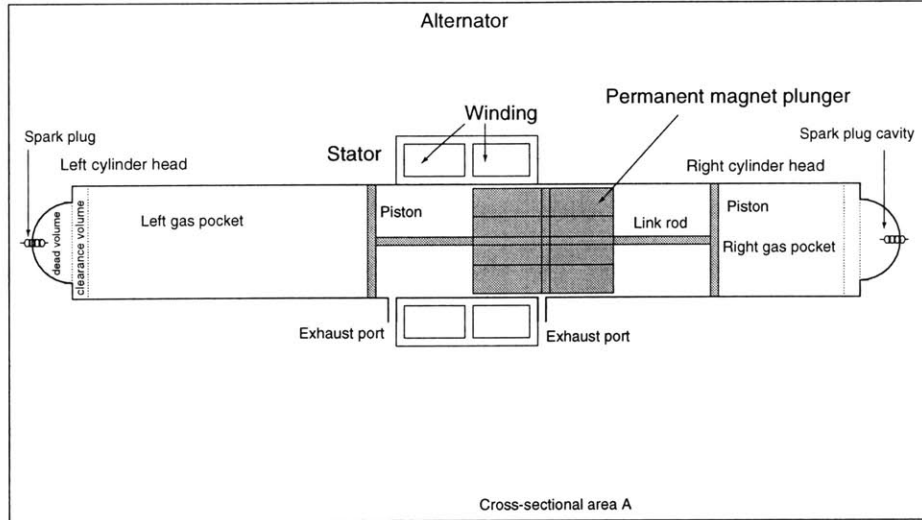 Alternator
Permanent magnet plunger
Winding
Spark plug
Spark plug cavity
Stator
Left cylinder head
Right cylinder head
Left gas pocket
Piston
Link rod
Piston
Right gas pocket
dead volume
clearance volume
Exhaust port
Exhaust port
Cross-sectional area A